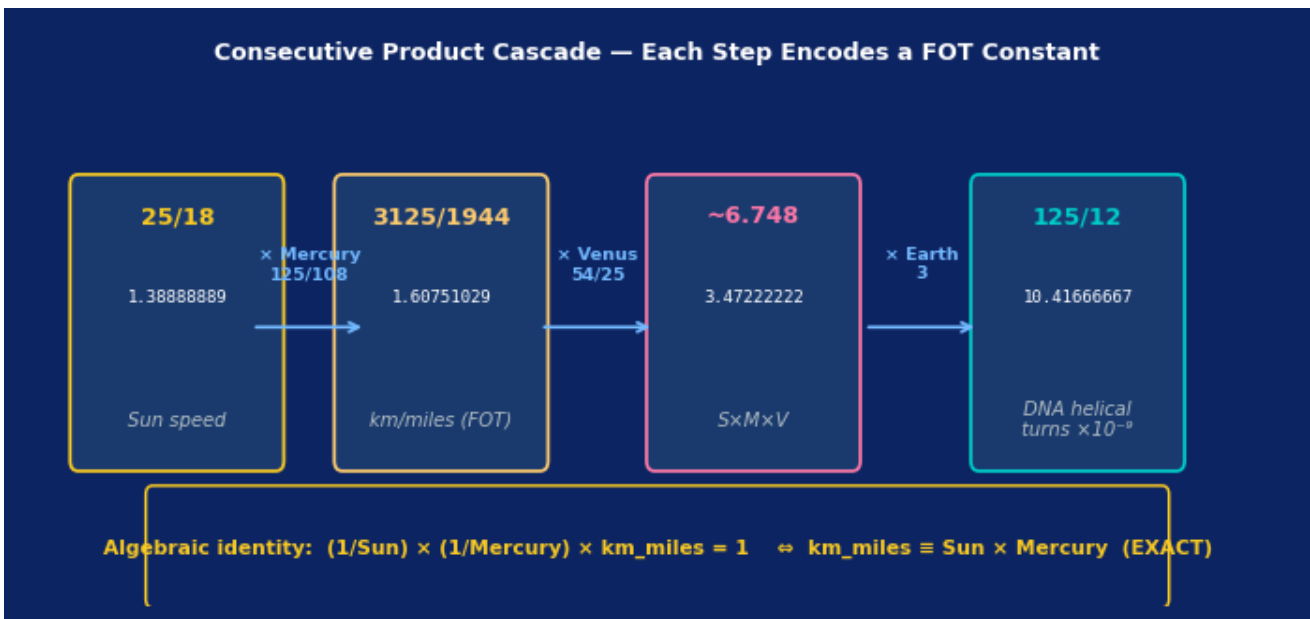 Consecutive Product Cascade — Each Step Encodes a FOT Constant
25/18
1.38888889
Sun speed
× Mercury
125/108
3125/1944
1.60751029
km/miles (FOT)
× Venus
54/25
~6.748
3.47222222
S×M×V
× Earth
3
125/12
10.41666667
DNA helical
turns ×10⁻⁹
Algebraic identity: (1/Sun) × (1/Mercury) × km_miles = 1 ⇔ km_miles ≡ Sun × Mercury (EXACT)